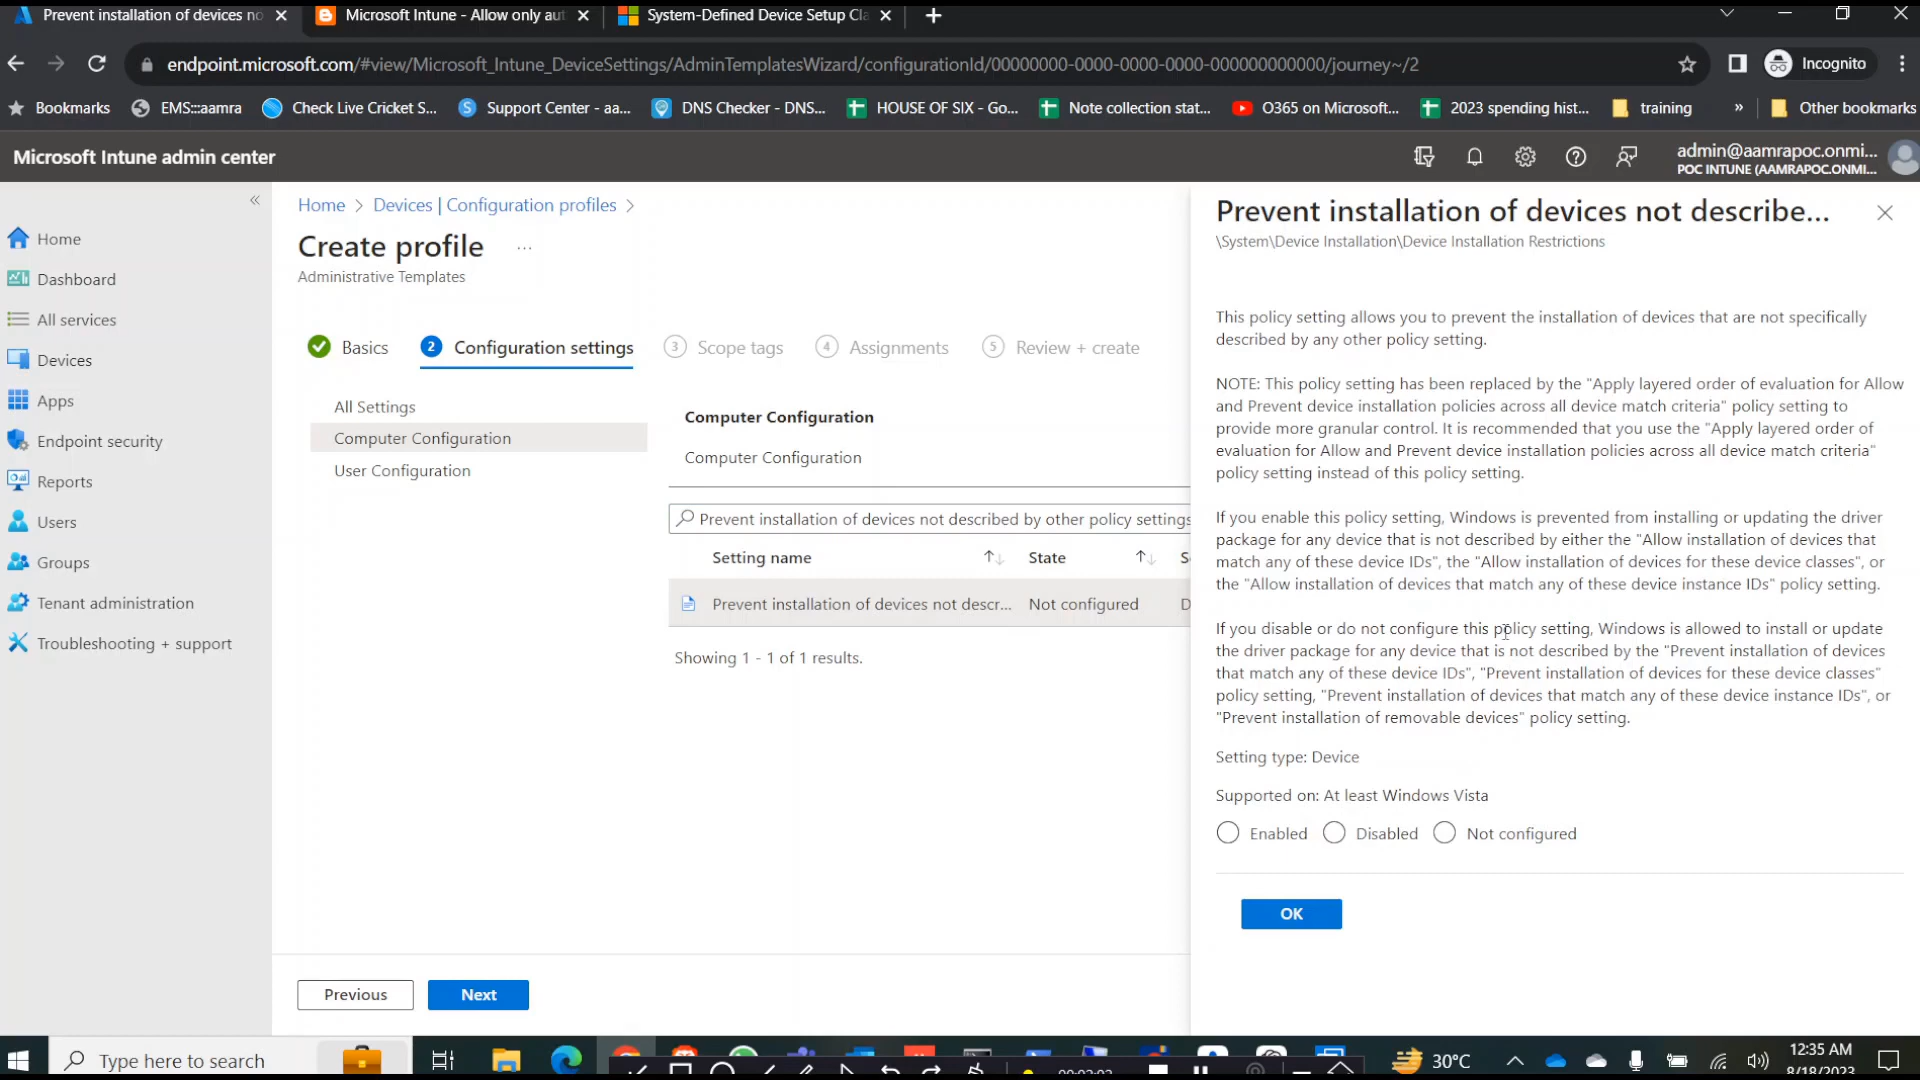 Prevent installation of devices no
Microsoft Intune - Allow only aut
System-Defined Device Setup Cla
endpoint.microsoft.com/#view/Microsoft_Intune_DeviceSettings/AdminTemplatesWizard/configurationId/00000000-0000-0000-0000-000000000000/journey~/2
Incognito
Bookmarks
EMS:::aamra
Check Live Cricket S...
Support Center - aa...
DNS Checker - DNS...
HOUSE OF SIX - Go...
Note collection stat...
O365 on Microsoft...
2023 spending hist...
training
»
Other bookmarks
Microsoft Intune admin center
admin@aamrapoc.onmi...
POC INTUNE (AAMRAPOC.ONMI...
«
Home
Dashboard
All services
Devices
Apps
Endpoint security
Reports
Users
Groups
Tenant administration
Troubleshooting + support
Home > Devices | Configuration profiles >
Create profile ...
Administrative Templates
Basics
2 Configuration settings
3 Scope tags
4 Assignments
5 Review + create
All Settings
Computer Configuration
User Configuration
Computer Configuration
Computer Configuration
Prevent installation of devices not described by other policy settings
Setting name
State
S
Prevent installation of devices not descr...
Not configured
D
Showing 1 - 1 of 1 results.
Previous
Next
Prevent installation of devices not describe...
\System\Device Installation\Device Installation Restrictions
This policy setting allows you to prevent the installation of devices that are not specifically
described by any other policy setting.
NOTE: This policy setting has been replaced by the "Apply layered order of evaluation for Allow
and Prevent device installation policies across all device match criteria" policy setting to
provide more granular control. It is recommended that you use the "Apply layered order of
evaluation for Allow and Prevent device installation policies across all device match criteria"
policy setting instead of this policy setting.
If you enable this policy setting, Windows is prevented from installing or updating the driver
package for any device that is not described by either the "Allow installation of devices that
match any of these device IDs", the "Allow installation of devices for these device classes", or
the "Allow installation of devices that match any of these device instance IDs" policy setting.
If you disable or do not configure this policy setting, Windows is allowed to install or update
the driver package for any device that is not described by the "Prevent installation of devices
that match any of these device IDs", "Prevent installation of devices for these device classes"
policy setting, "Prevent installation of devices that match any of these device instance IDs", or
"Prevent installation of removable devices" policy setting.
Setting type: Device
Supported on: At least Windows Vista
Enabled
Disabled
Not configured
OK
Type here to search
30°C
12:35 AM
8/18/2023